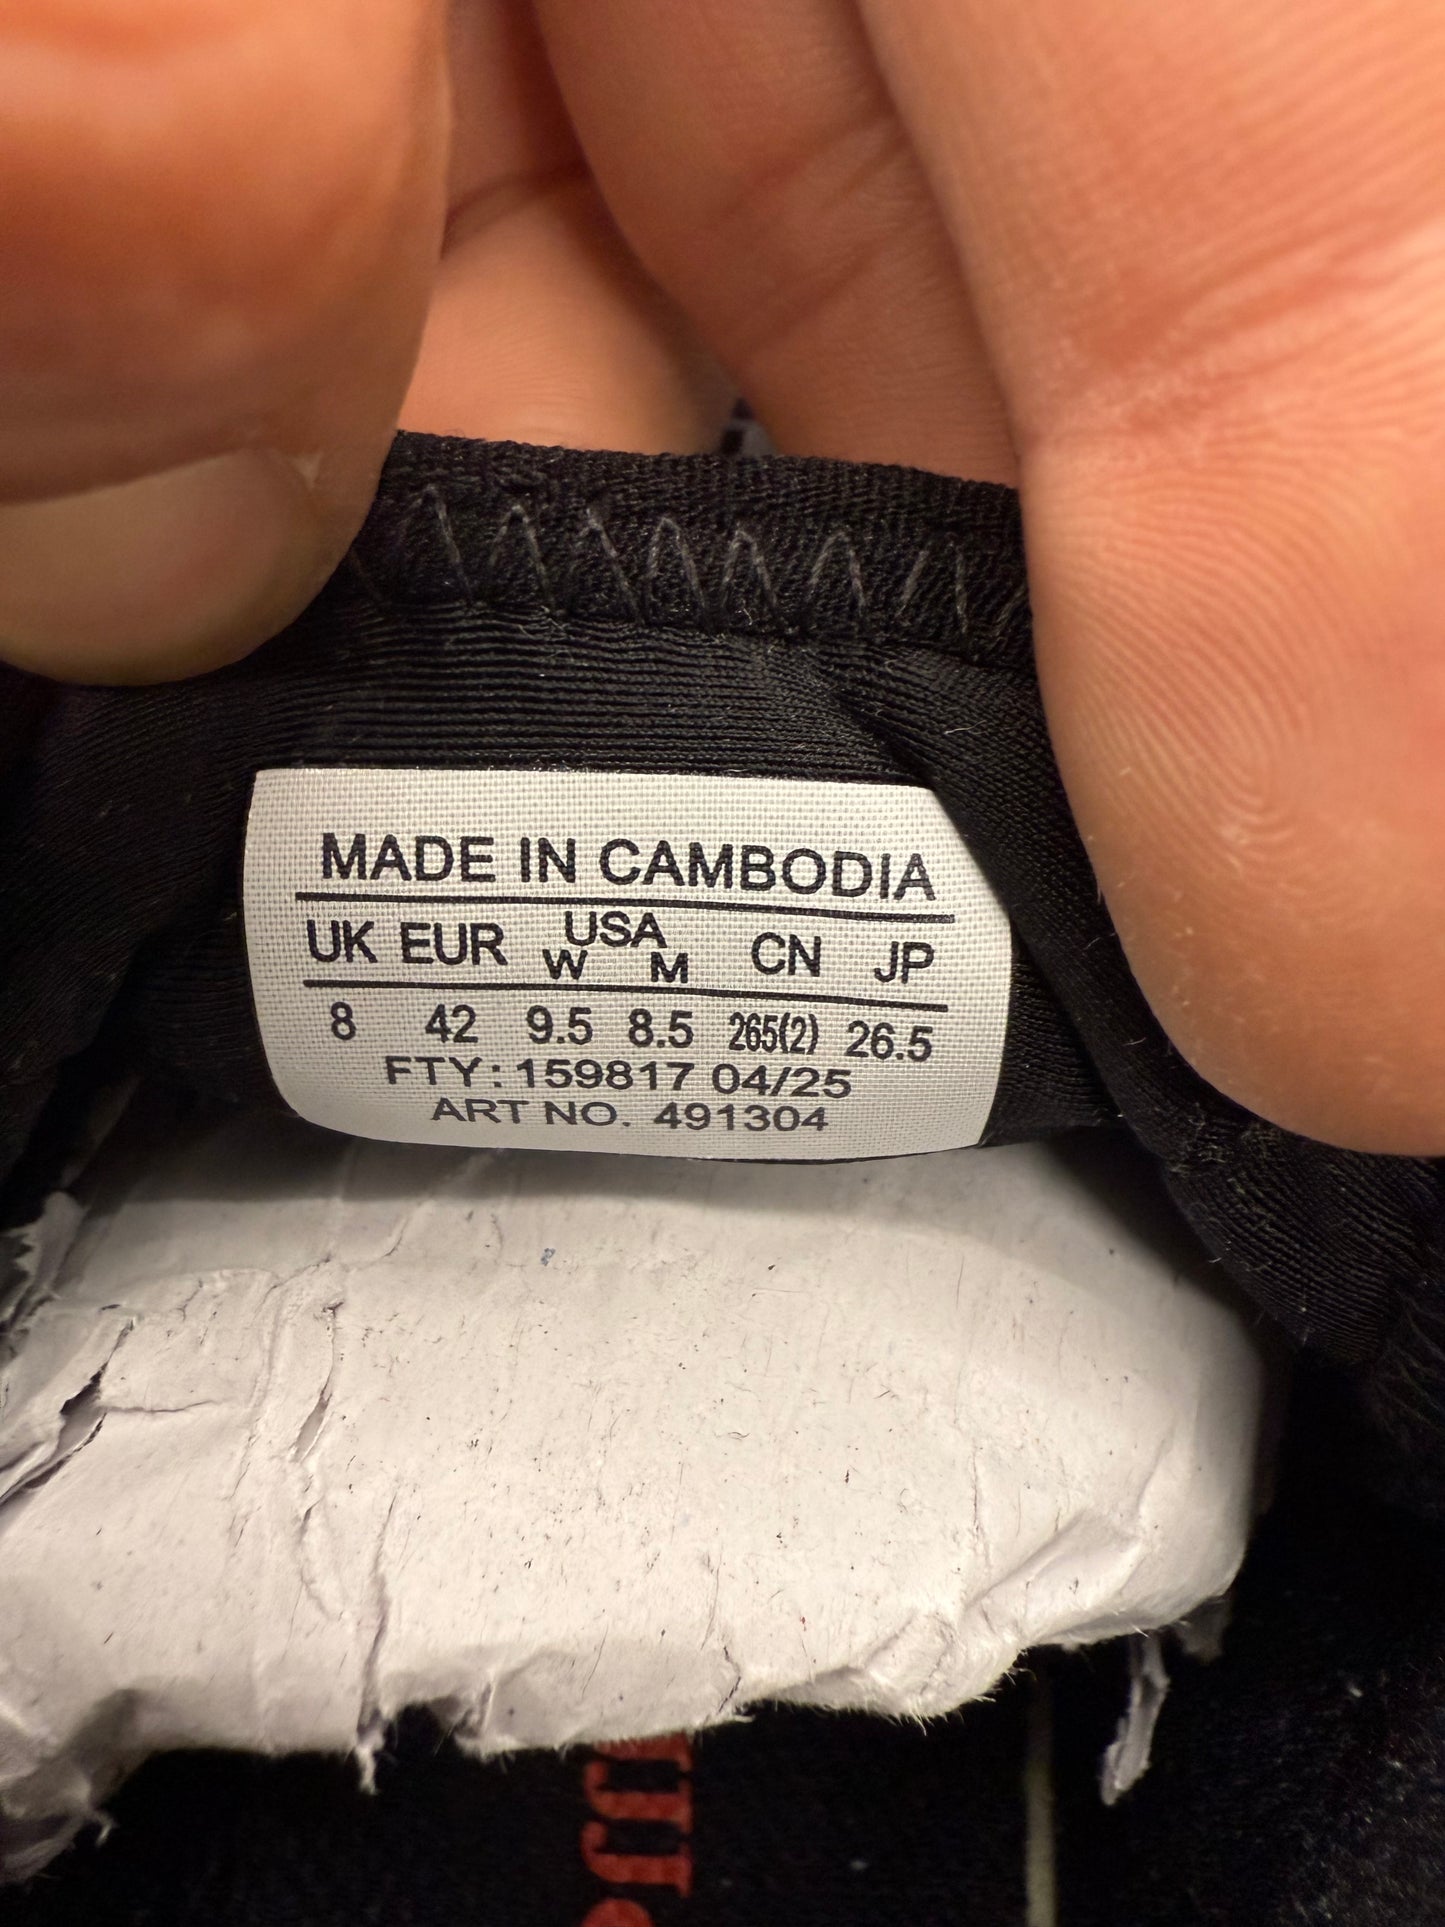 MADE IN CAMBODIA
UK EUR USA W M CN JP
8 42 9.5 8.5 265(2) 26.5
FTY: 159817 04/25
ART NO. 491304